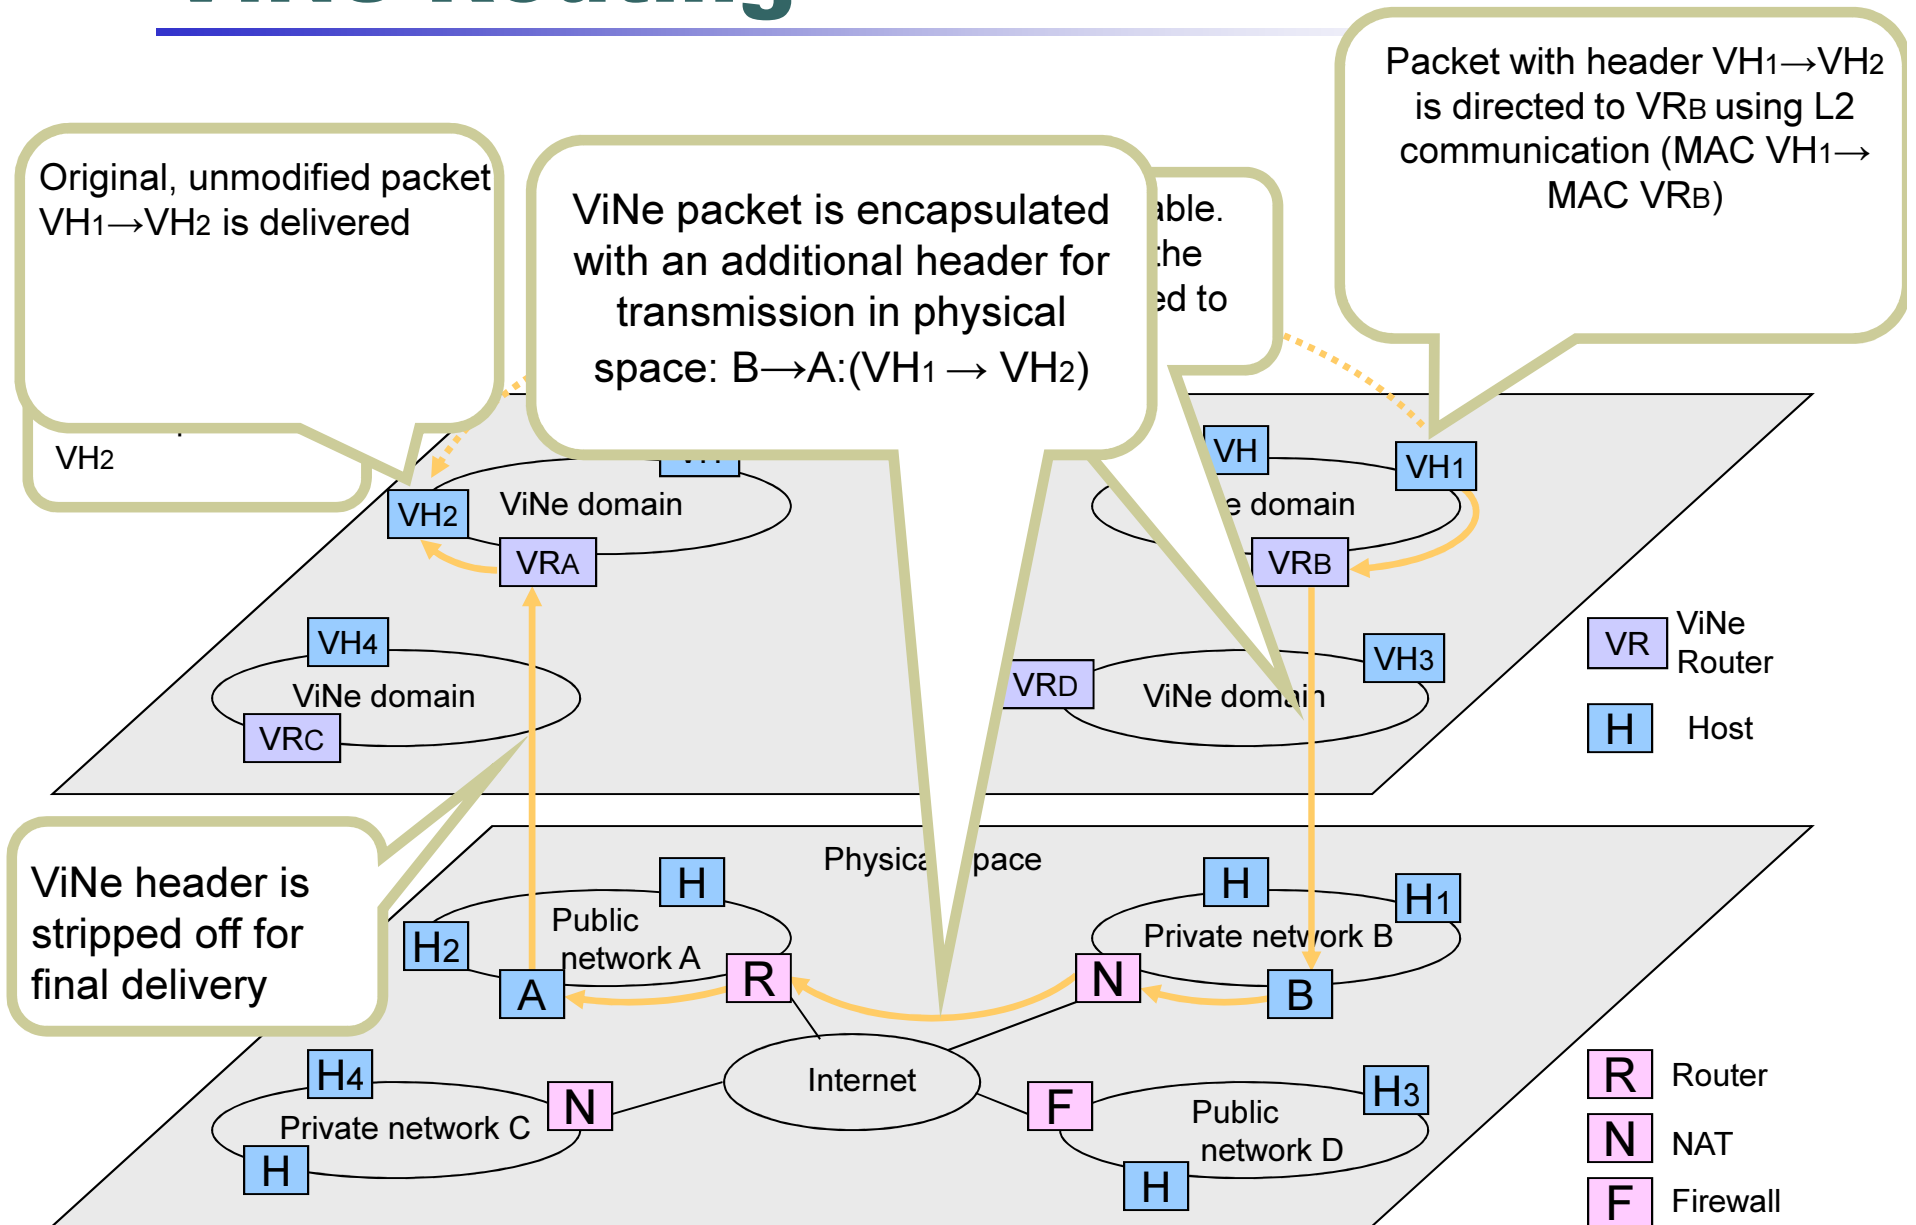 ViNe Routing
Packet with header VH1→VH2
is directed to VRB using L2
communication (MAC VH1→
MAC VRB)
Original, unmodified packet
VH1→VH2 is delivered
ViNe packet is encapsulated
with an additional header for
transmission in physical
space: B→A:(VH1 → VH2)
the
ed to
VH2
VH
VH1
VH2
ViNe domain
domain
VRA
VRB
VH4
ViNe domain
VRC
VRD
VH3
ViNe domain
VR
ViNe
Router
H
Host
ViNe header is
stripped off for
final delivery
Physical space
H
Public
network A
H2
A
R
H
H1
Private network B
N
B
Internet
H4
Private network C
N
H
F
H3
Public
network D
H
R Router
N NAT
F Firewall